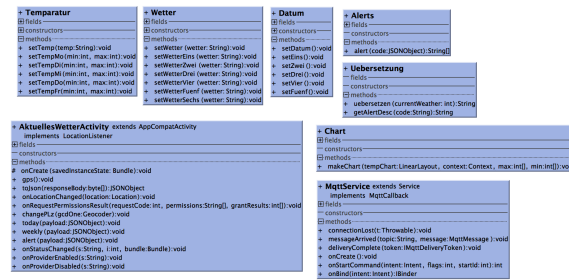 + Temperatur
fields
constructors
methods
+ setTemp(temp:String):void
+ setTempMo(min:int, max:int):void
+ setTempDi(min:int, max:int):void
+ setTempMi(min:int, max:int):void
+ setTempDo(min:int, max:int):void
+ setTempFr(min:int, max:int):void
+ Wetter
fields
constructors
methods
+ setWetter (wetter: String):void
+ setWetterEins (wetter: String):void
+ setWetterZwei (wetter: String):void
+ setWetterDrei (wetter: String):void
+ setWetterVier (wetter: String):void
+ setWetterFuenf (wetter: String):void
+ setWetterSechs (wetter: String):void
+ Datum
fields
constructors
methods
+ setDatum():void
+ setEins():void
+ setZwei ():void
+ setDrei():void
+ setVier():void
+ setFuenf():void
+ Alerts
fields
constructors
methods
+ alert (code:JSONObject):String[]
+ Uebersetzung
fields
constructors
methods
+ uebersetzen (currentWeather: int):String
+ getAlertDesc (code:String):String
+ AktuellesWetterActivity extends AppCompatActivity
implements LocationListener
fields
constructors
methods
# onCreate (savedInstanceState: Bundle):void
+ gps():void
+ toJson(responseBody:byte[]):JSONObject
+ onLocationChanged(location: Location):void
+ onRequestPermissionsResult (requestCode: int, permissions:String[], grantResults: int[]):void
+ changePLz (gcdOne:Geocoder):void
+ today (payload:JSONObject):void
+ weekly (payload:JSONObject):void
+ alert (payload:JSONObject):void
+ onStatusChanged(s:String, i:int, bundle:Bundle):void
+ onProviderEnabled(s:String):void
+ onProviderDisabled(s:String):void
+ Chart
fields
constructors
methods
+ makeChart (tempChart: LinearLayout, context:Context, max:int[], min:int[]):void
+ MqttService extends Service
implements MqttCallback
fields
constructors
methods
+ connectionLost(t:Throwable):void
+ messageArrived (topic:String, message:MqttMessage):void
+ deliveryComplete (token: IMqttDeliveryToken):void
+ onCreate ():void
+ onStartCommand(intent: Intent, flags: int, startId: int):int
+ onBind(intent: Intent):IBinder